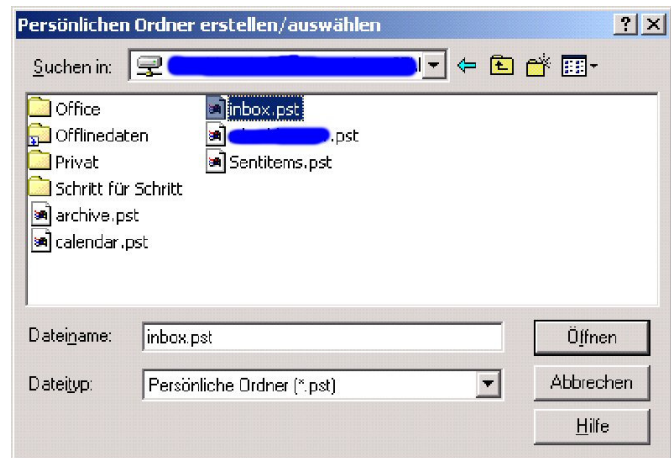 Persönlichen Ordner erstellen/auswählen
Suchen in:
Office
Offlinedaten
Privat
Schritt für Schritt
archive.pst
calendar.pst
inbox.pst
.pst
Sentitems.pst
Dateiname: inbox.pst Öffnen
Dateityp: Persönliche Ordner (*.pst) Abbrechen
Hilfe